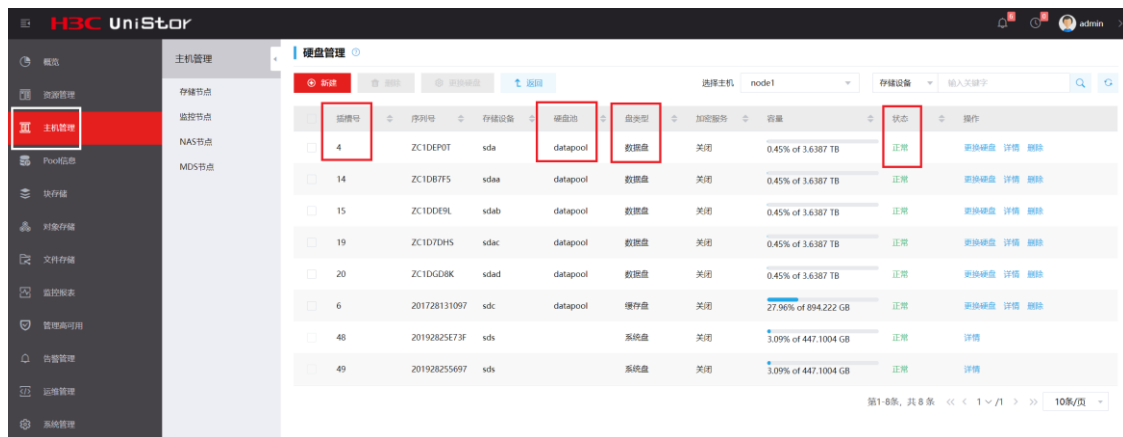 H3C UniStor
6
6
admin
概览
资源管理
主机管理
Pool信息
块存储
对象存储
文件存储
监控报表
管理高可用
告警管理
运维管理
系统管理
主机管理
存储节点
监控节点
NAS节点
MDS节点
硬盘管理
新建 删除 更换硬盘 返回 选择主机 node1 存储设备 输入关键字
插槽号 序列号 存储设备 硬盘池 盘类型 加密服务 容量 状态 操作
4 ZC1DEP0T sda datapool 数据盘 关闭 0.45% of 3.6387 TB 正常 更换硬盘 详情 删除
14 ZC1DB7F5 sdaa datapool 数据盘 关闭 0.45% of 3.6387 TB 正常 更换硬盘 详情 删除
15 ZC1DDE9L sdab datapool 数据盘 关闭 0.45% of 3.6387 TB 正常 更换硬盘 详情 删除
19 ZC1D7DHS sdac datapool 数据盘 关闭 0.45% of 3.6387 TB 正常 更换硬盘 详情 删除
20 ZC1DGD8K sdad datapool 数据盘 关闭 0.45% of 3.6387 TB 正常 更换硬盘 详情 删除
6 201728131097 sdc datapool 缓存盘 关闭 27.96% of 894.222 GB 正常 更换硬盘 详情 删除
48 20192825E73F sds 系统盘 关闭 3.09% of 447.1004 GB 正常 详情
49 201928255697 sds 系统盘 关闭 3.09% of 447.1004 GB 正常 详情
第1-8条, 共 8 条 << < 1 /1 > >> 10条/页